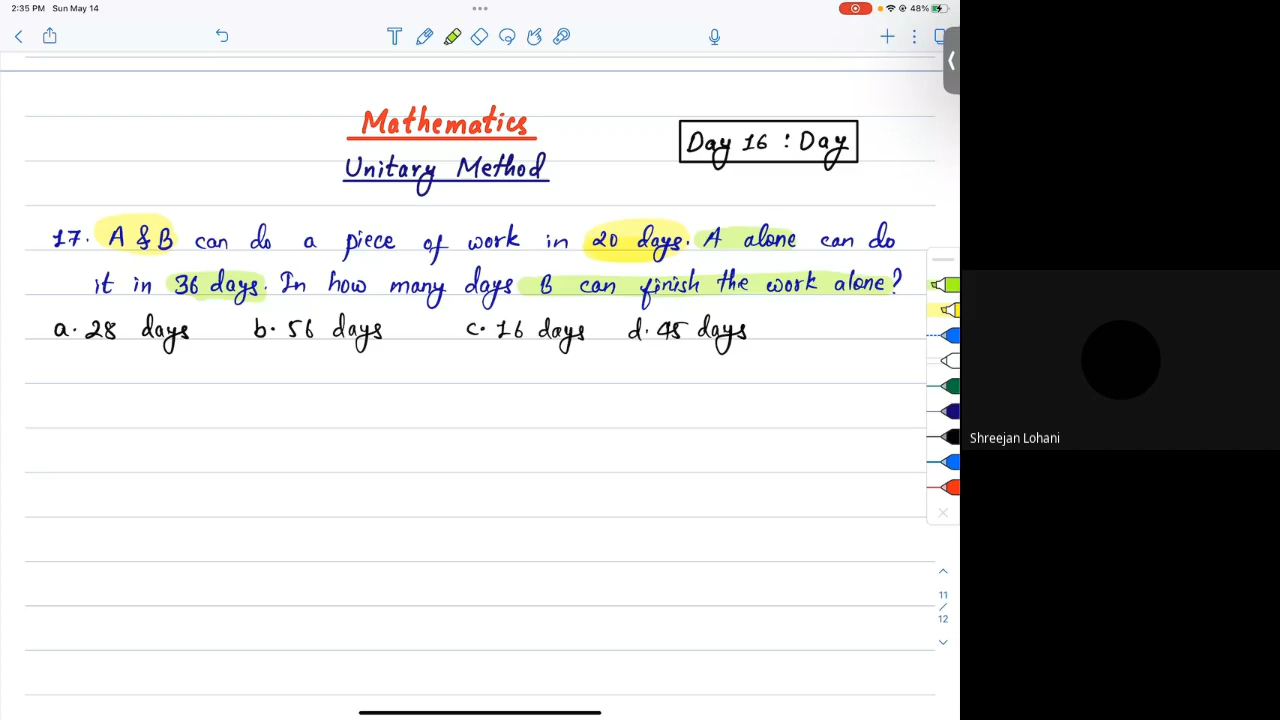 2:35 PM Sun May 14
48%
Mathematics
Day 16 : Day
Unitary Method
17. A & B can do a piece of work in 20 days. A alone can do
it in 36 days. In how many days B can finish the work alone?
a. 28 days b. 56 days c. 16 days d. 45 days
Shreejan Lohani
11
/
12